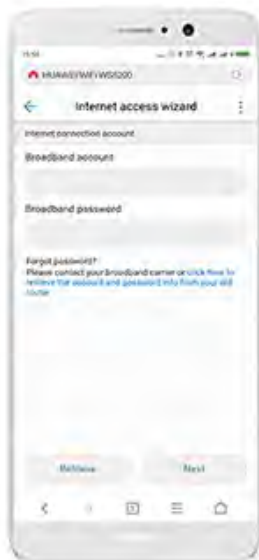 HUAWEI WiFi WS5200
Internet access wizard
Internet connection account
Broadband account
Broadband password
Forgot password?
Please contact your broadband carrier or click here to
retrieve the account and password info from your old
router
Retrieve
Next